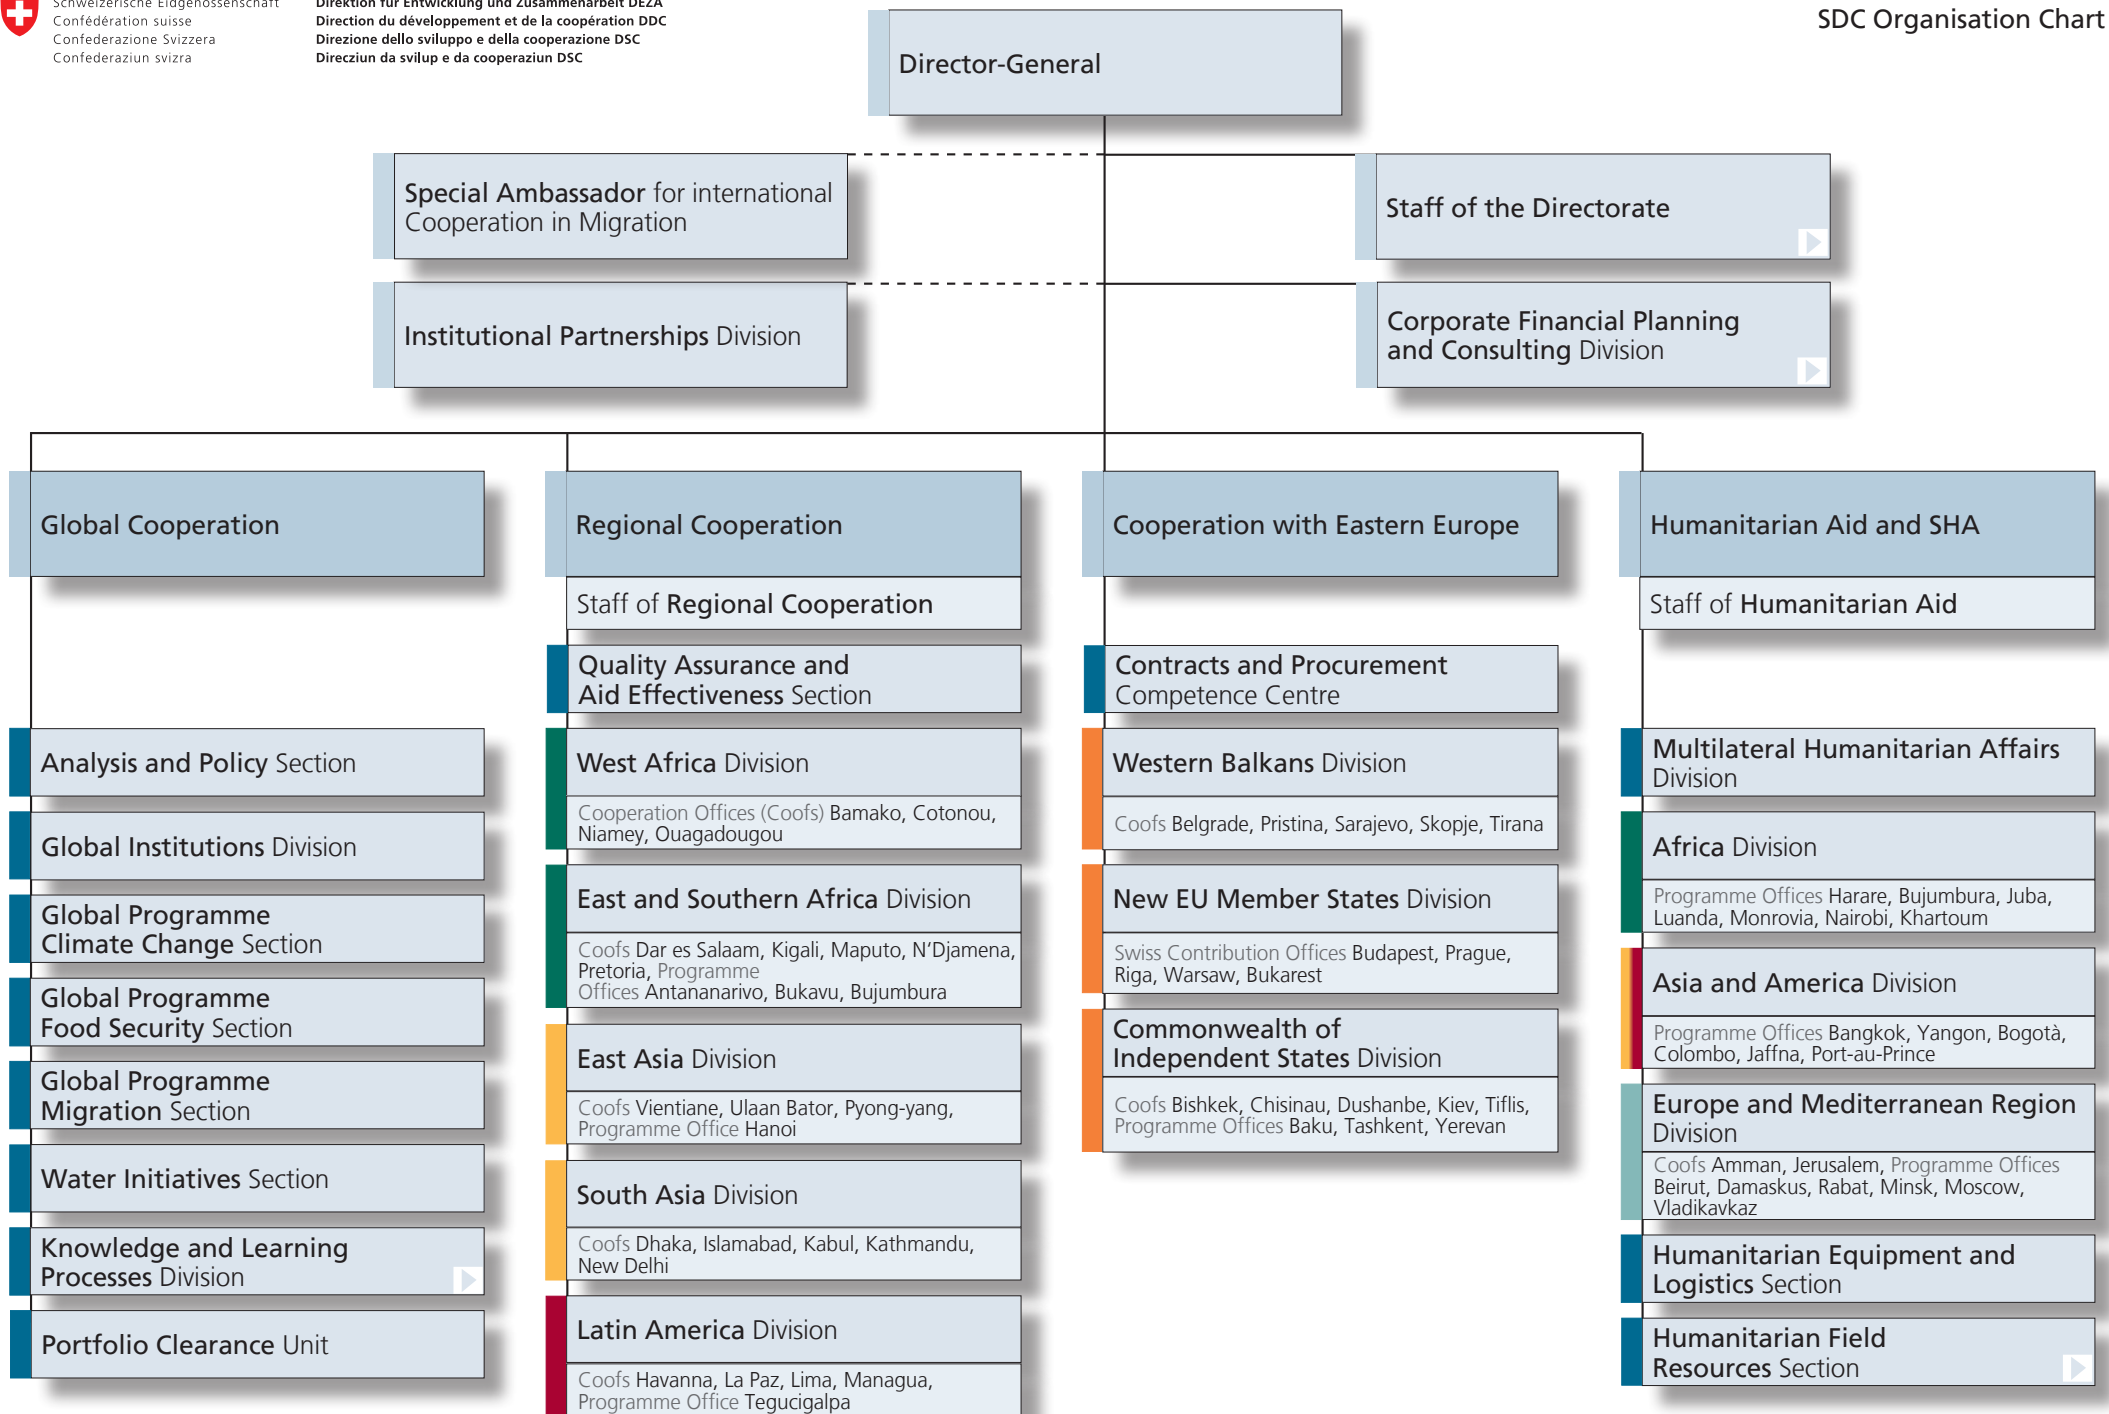 Schweizerische Eidgenossenschaft
Confédération suisse
Confederazione Svizzera
Confederaziun svizra
Direktion für Entwicklung und Zusammenarbeit DEZA
Direction du développement et de la coopération DDC
Direzione dello sviluppo e della cooperazione DSC
Direcziun da svilup e da cooperaziun DSC
SDC Organisation Chart
Director-General
Special Ambassador for international
Cooperation in Migration
Staff of the Directorate
Institutional Partnerships Division
Corporate Financial Planning
and Consulting Division
Global Cooperation
Analysis and Policy Section
Global Institutions Division
Global Programme
Climate Change Section
Global Programme
Food Security Section
Global Programme
Migration Section
Water Initiatives Section
Knowledge and Learning
Processes Division
Portfolio Clearance Unit
Regional Cooperation
Staff of Regional Cooperation
Quality Assurance and
Aid Effectiveness Section
West Africa Division
Cooperation Offices (Coofs) Bamako, Cotonou,
Niamey, Ouagadougou
East and Southern Africa Division
Coofs Dar es Salaam, Kigali, Maputo, N'Djamena,
Pretoria, Programme
Offices Antananarivo, Bukavu, Bujumbura
East Asia Division
Coofs Vientiane, Ulaan Bator, Pyong-yang,
Programme Office Hanoi
South Asia Division
Coofs Dhaka, Islamabad, Kabul, Kathmandu,
New Delhi
Latin America Division
Coofs Havanna, La Paz, Lima, Managua,
Programme Office Tegucigalpa
Cooperation with Eastern Europe
Contracts and Procurement
Competence Centre
Western Balkans Division
Coofs Belgrade, Pristina, Sarajevo, Skopje, Tirana
New EU Member States Division
Swiss Contribution Offices Budapest, Prague,
Riga, Warsaw, Bukarest
Commonwealth of
Independent States Division
Coofs Bishkek, Chisinau, Dushanbe, Kiev, Tiflis,
Programme Offices Baku, Tashkent, Yerevan
Humanitarian Aid and SHA
Staff of Humanitarian Aid
Multilateral Humanitarian Affairs
Division
Africa Division
Programme Offices Harare, Bujumbura, Juba,
Luanda, Monrovia, Nairobi, Khartoum
Asia and America Division
Programme Offices Bangkok, Yangon, Bogotà,
Colombo, Jaffna, Port-au-Prince
Europe and Mediterranean Region
Division
Coofs Amman, Jerusalem, Programme Offices
Beirut, Damaskus, Rabat, Minsk, Moscow,
Vladikavkaz
Humanitarian Equipment and
Logistics Section
Humanitarian Field
Resources Section